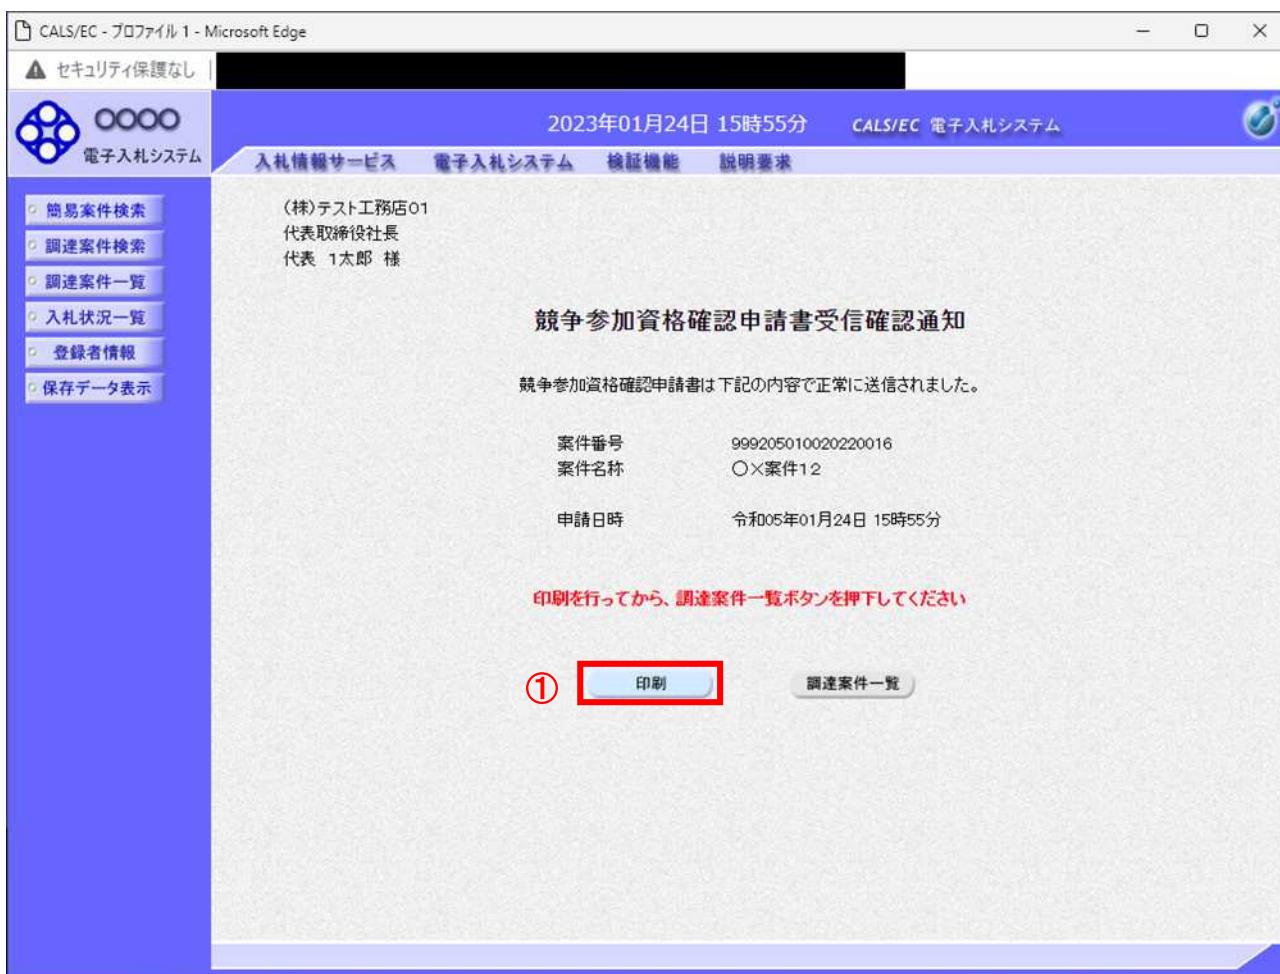 CALS/EC - プロファイル 1 - Microsoft Edge
セキュリティ保護なし
○○○○
電子入札システム
2023年01月24日 15時55分 CALS/EC 電子入札システム
入札情報サービス 電子入札システム 検証機能 説明要求
簡易案件検索
調達案件検索
調達案件一覧
入札状況一覧
登録者情報
保存データ表示
(株)テスト工務店01
代表取締役社長
代表 1太郎 様
競争参加資格確認申請書受信確認通知
競争参加資格確認申請書は下記の内容で正常に送信されました。
案件番号 999205010020220016
案件名称 ○×案件12
申請日時 令和05年01月24日 15時55分
印刷を行ってから、調達案件一覧ボタンを押下してください
① 印刷 調達案件一覧